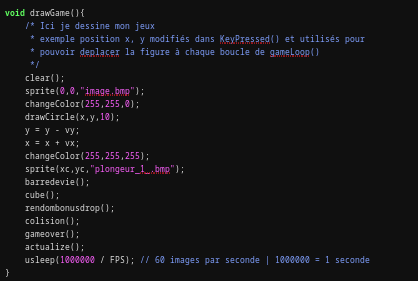 void drawGame(){
/* Ici je dessine mon jeux
* exemple position x, y modifiés dans KeyPressed() et utilisés pour
* pouvoir deplacer la figure à chaque boucle de gameLoop()
*/
clear();
sprite(0,0,"image.bmp");
changeColor(255,255,0);
drawCircle(x,y,10);
y = y - vy;
x = x + vx;
changeColor(255,255,255);
sprite(xc,yc,"plongeur_1_.bmp");
barredevie();
cube();
rendombonusdrop();
colision();
gameover();
actualize();
usleep(1000000 / FPS); // 60 images par seconde | 1000000 = 1 seconde
}